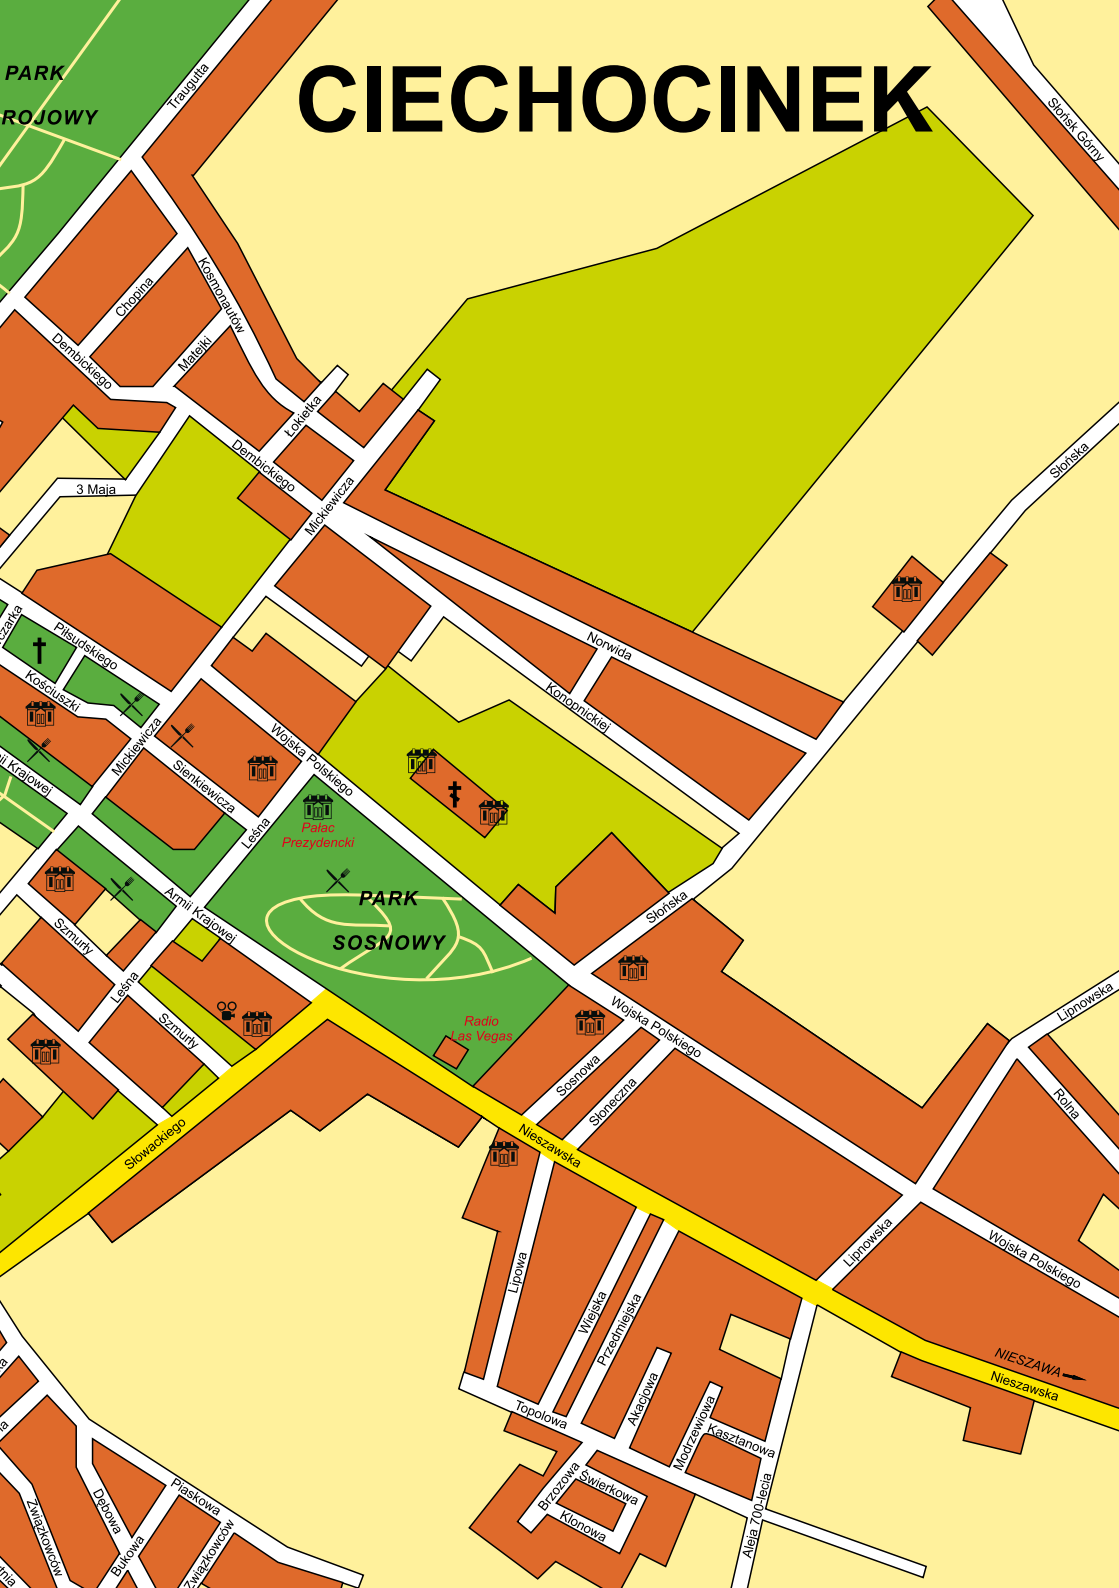 CIECHOCINEK
PARK
ROJOWY
Traugutta
Słońsk Górny
Kosmonautów
Chopina
Matejki
Dembickiego
Łokietka
Dembickiego
Mickiewicza
3 Maja
Słońska
Piłsudskiego
Kościuszki
Norwida
Konopnickiej
Mickiewicza
Wojska Polskiego
Sienkiewicza
Krajowej
Leśna
Pałac
Prezydencki
PARK
SOSNOWY
Armii Krajowej
Szmurły
Słońska
Leśna
Szmurły
Radio
Las Vegas
Wojska Polskiego
Lipnowska
Sosnowa
Słoneczna
Rolna
Słowackiego
Nieszawska
Lipnowska
Wojska Polskiego
Lipowa
Wiejska
Przedmiejska
NIESZAWA
Nieszawska
Akacjowa
Modrzewiowa
Topolowa
Kasztanowa
Brzozowa
Świerkowa
Klonowa
Aleja 700-lecia
Piaskowa
Dębowa
Związkowców
Bukowa
Związkowców